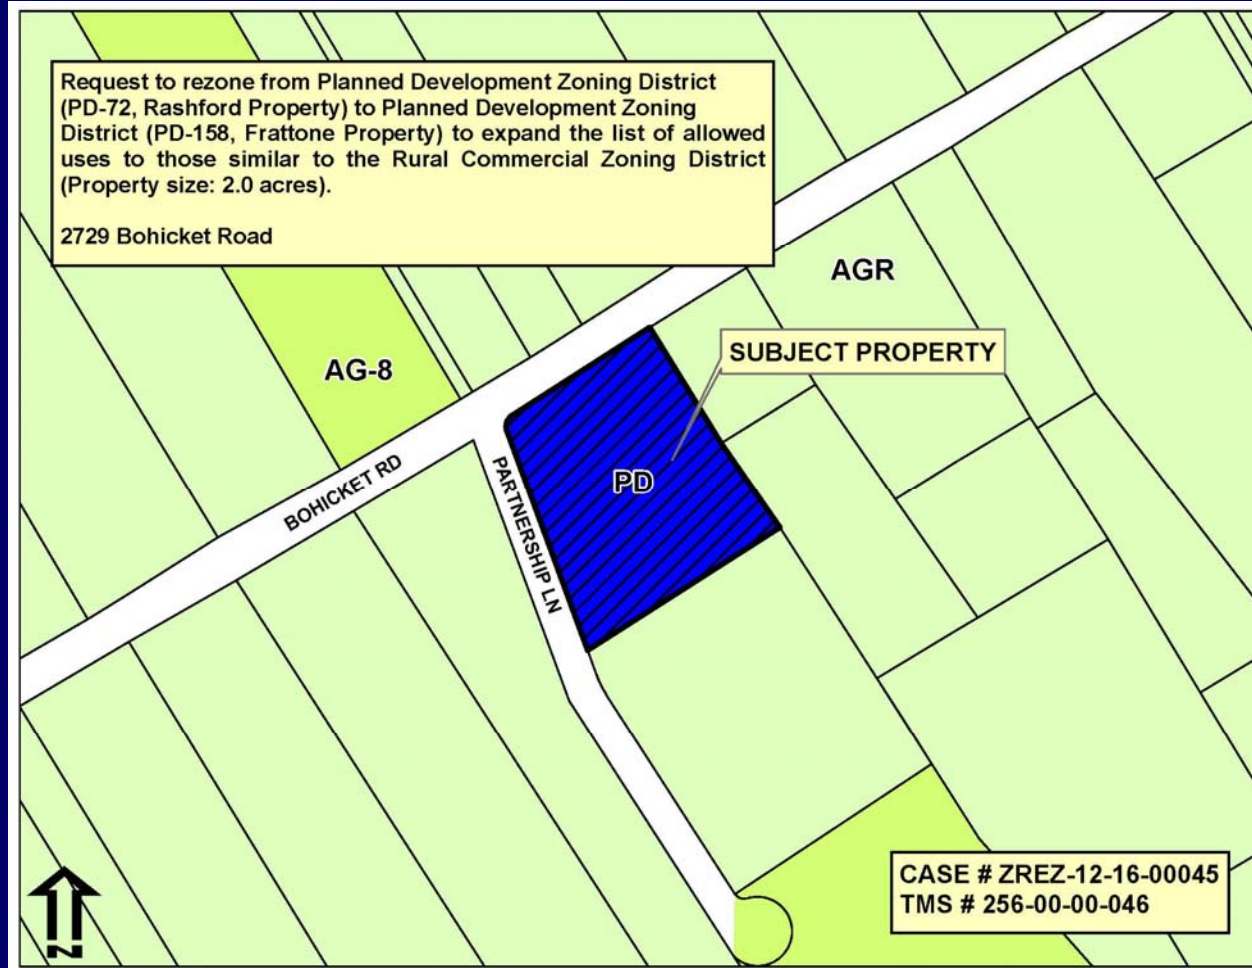 Request to rezone from Planned Development Zoning District
(PD-72, Rashford Property) to Planned Development Zoning
District (PD-158, Frattone Property) to expand the list of allowed
uses to those similar to the Rural Commercial Zoning District
(Property size: 2.0 acres).
2729 Bohicket Road
AGR
SUBJECT PROPERTY
AG-8
PD
BOHICKET RD
PARTNERSHIP LN
CASE # ZREZ-12-16-00045
TMS # 256-00-00-046
N